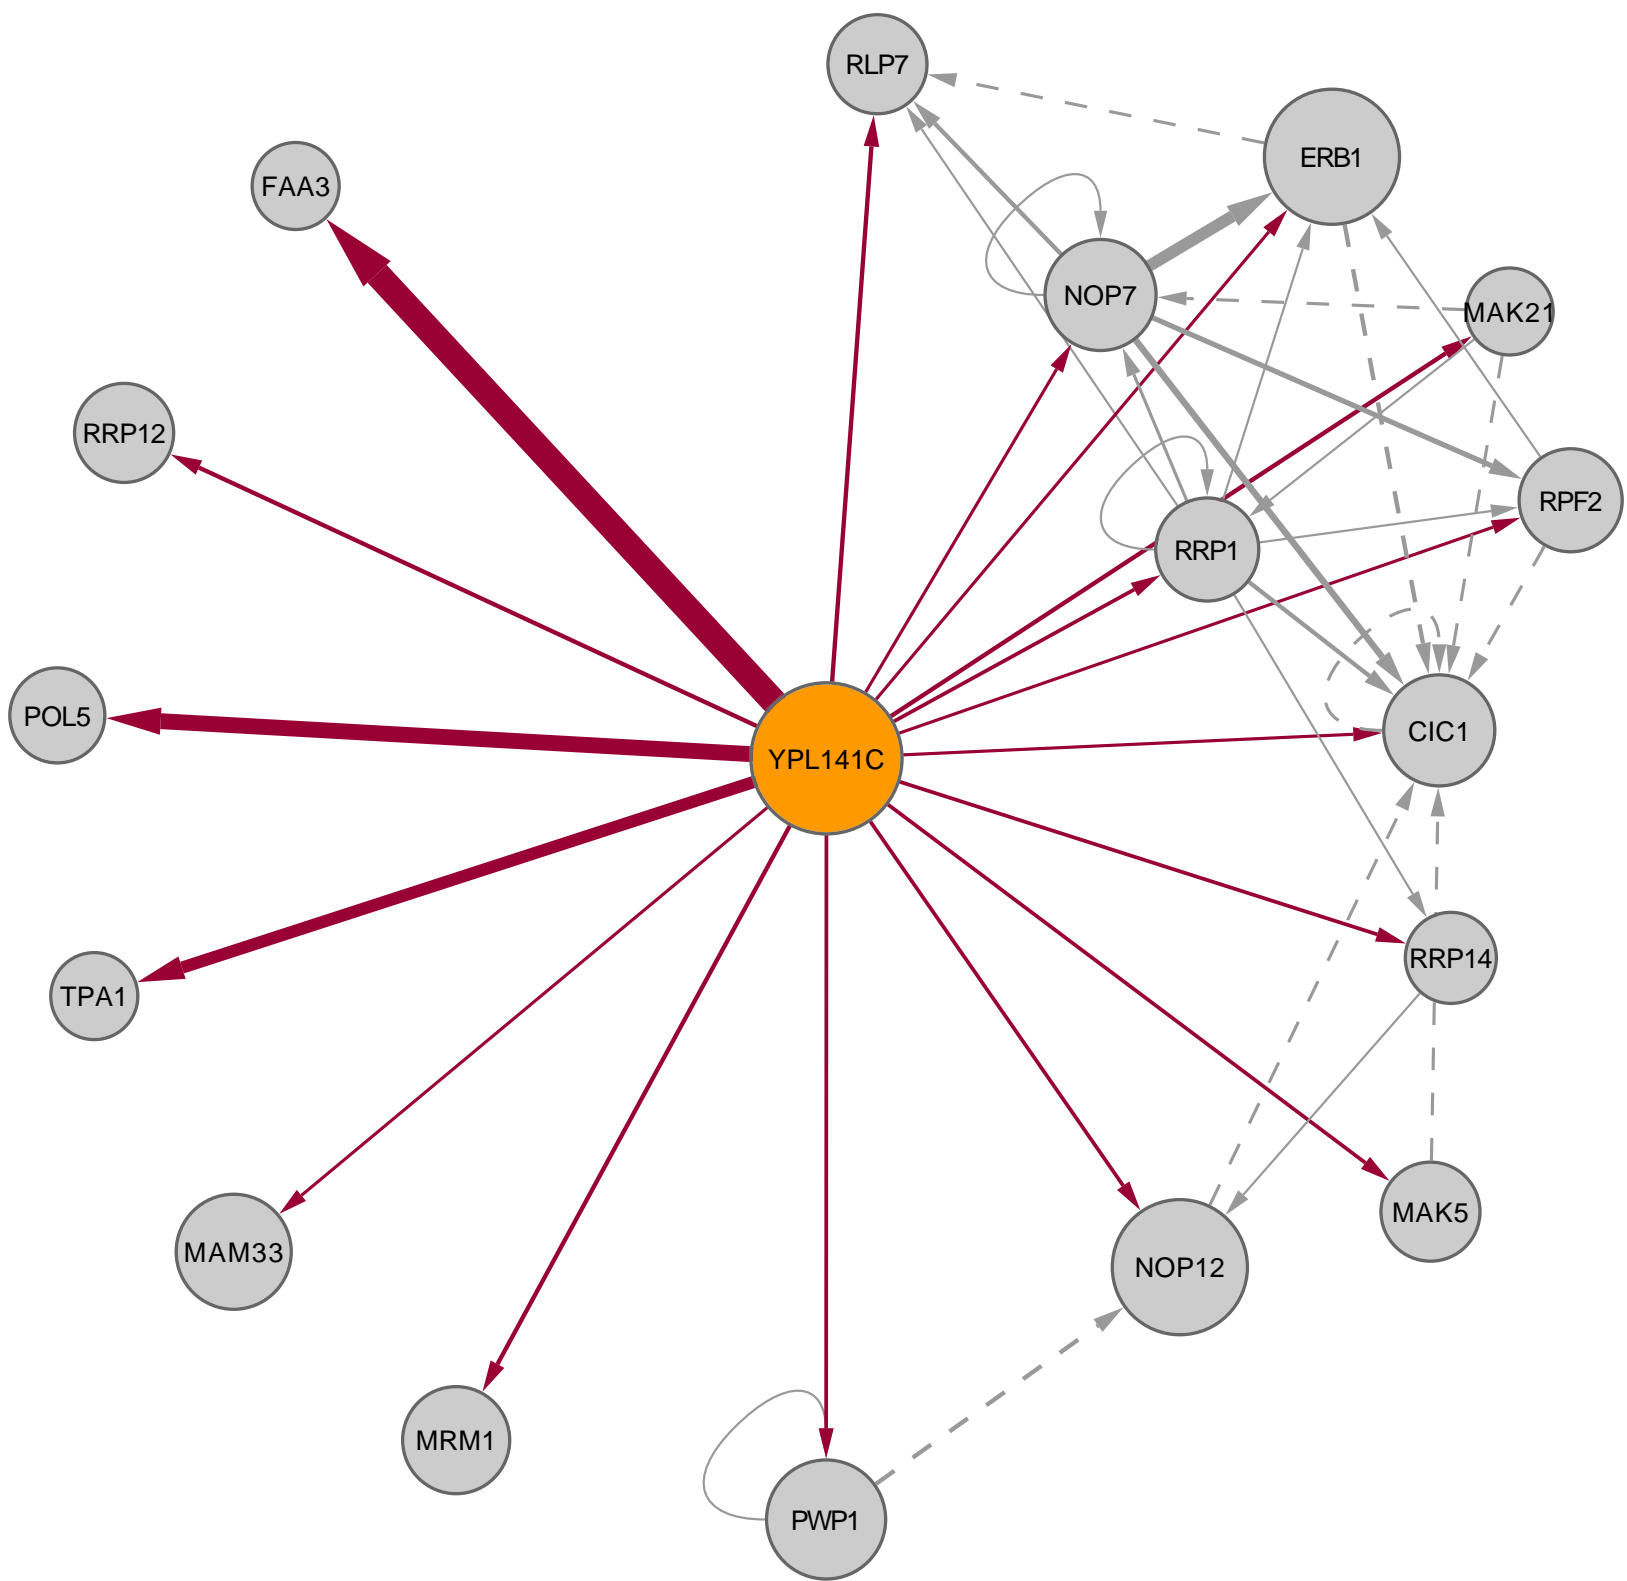 RLP7
ERB1
FAA3
NOP7
MAK21
RRP12
RPF2
RRP1
POL5
CIC1
YPL141C
RRP14
TPA1
MAK5
MAM33
NOP12
MRM1
PWP1